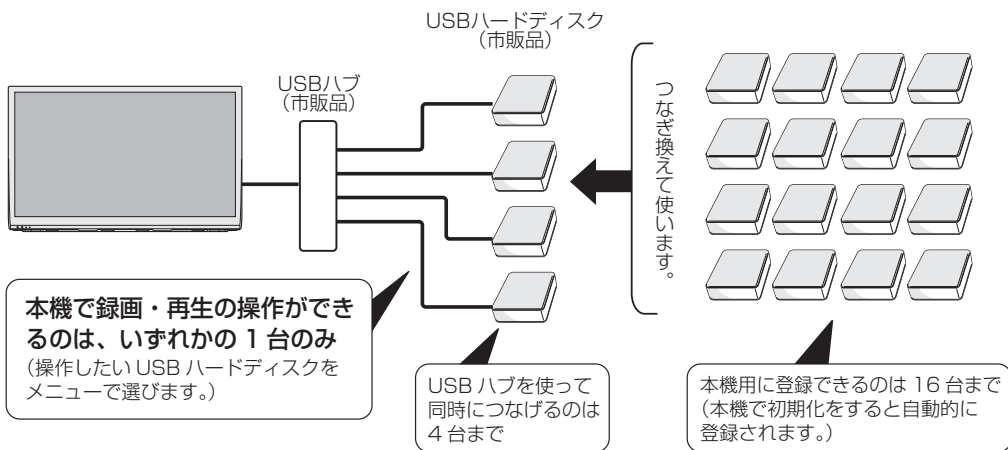 USBハードディスク
（市販品）
USBハブ
（市販品）
つなぎ換えて使います。
本機で録画・再生の操作ができ
るのは、いずれかの 1 台のみ
（操作したい USB ハードディスクを
メニューで選びます。）
USB ハブを使って
同時につなげるのは
4 台まで
本機用に登録できるのは 16 台まで
（本機で初期化をすると自動的に
登録されます。）